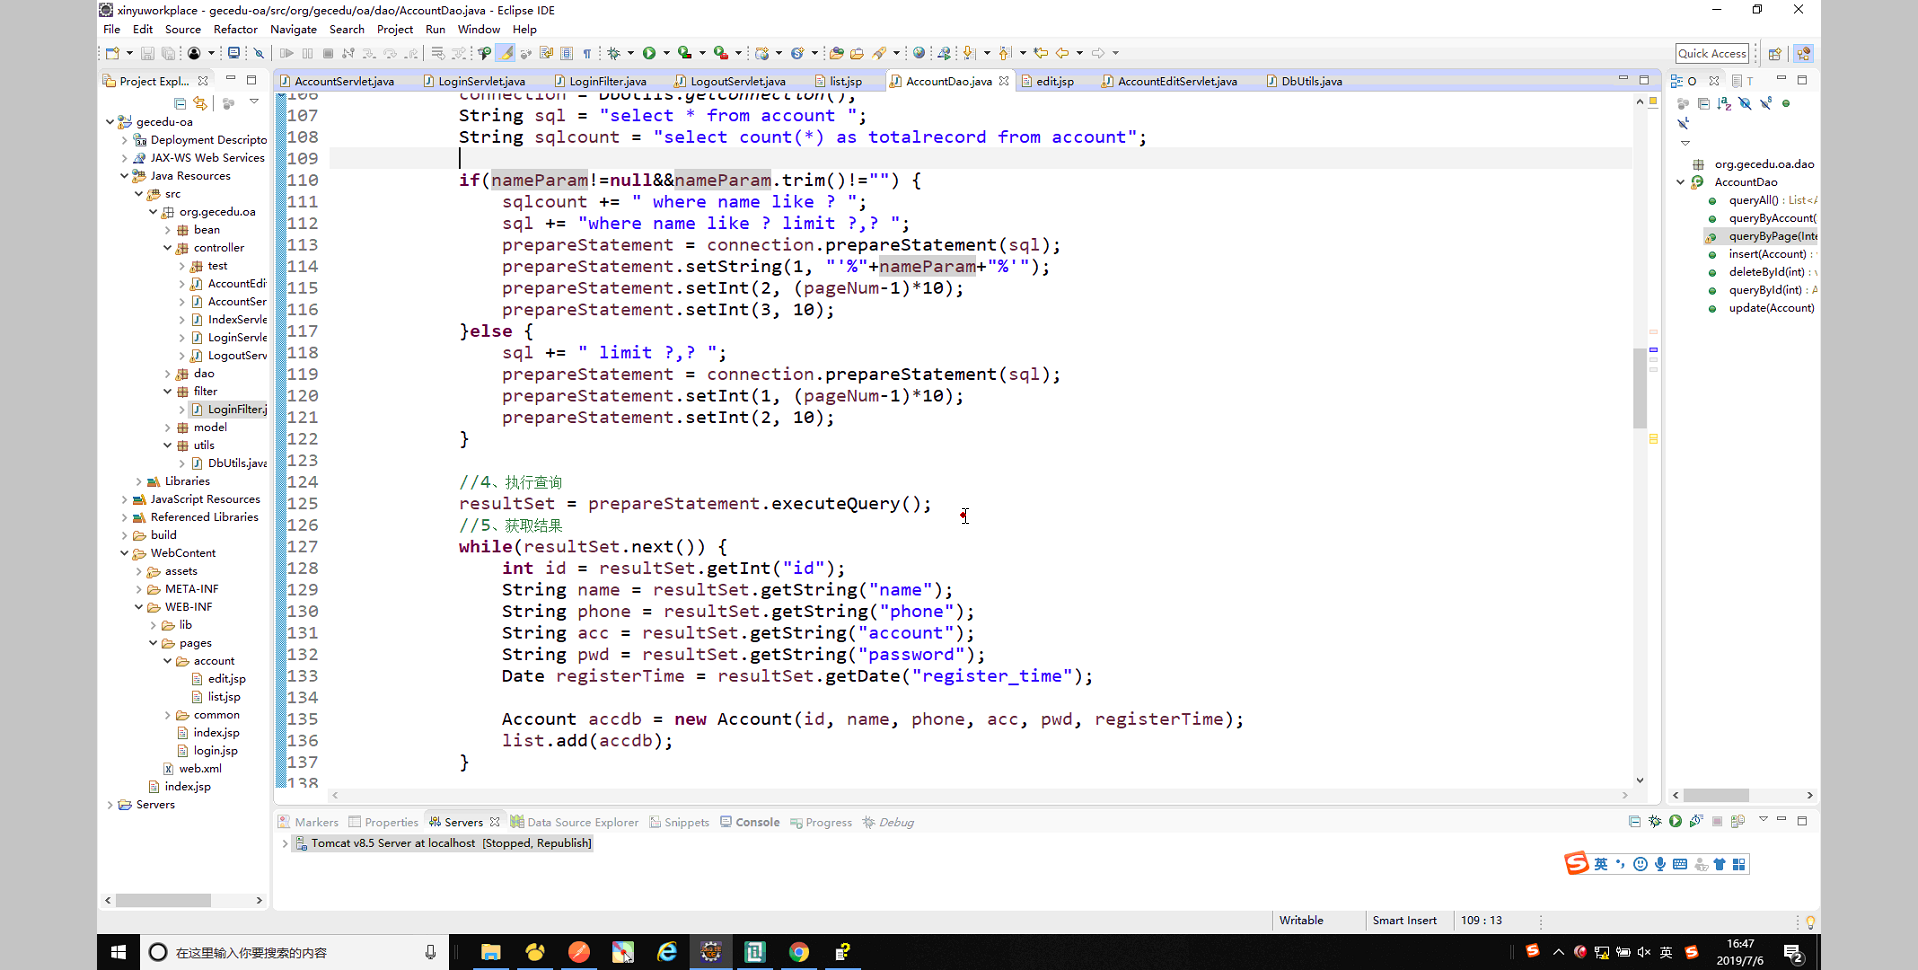 xinyuworkplace - gecedu-oa/src/org/gecedu/oa/dao/AccountDao.java - Eclipse IDE
File Edit Source Refactor Navigate Search Project Run Window Help
Quick Access
Project Expl...
AccountServlet.java LoginServlet.java LoginFilter.java LogoutServlet.java list.jsp AccountDao.java edit.jsp AccountEditServlet.java DbUtils.java
O T
gecedu-oa
Deployment Descripto
JAX-WS Web Services
Java Resources
src
org.gecedu.oa
bean
controller
test
AccountEdi
AccountSer
IndexServle
LoginServle
LogoutServ
dao
filter
LoginFilter.j
model
utils
DbUtils.java
Libraries
JavaScript Resources
Referenced Libraries
build
WebContent
assets
META-INF
WEB-INF
lib
pages
account
edit.jsp
list.jsp
common
index.jsp
login.jsp
web.xml
index.jsp
Servers
106 connection = DbUtils.getConnection();
107 String sql = "select * from account ";
108 String sqlcount = "select count(*) as totalrecord from account";
109
110 if(nameParam!=null&&nameParam.trim()!="") {
111 sqlcount += " where name like ? ";
112 sql += "where name like ? limit ?,? ";
113 prepareStatement = connection.prepareStatement(sql);
114 prepareStatement.setString(1, "'%"+nameParam+"%'");
115 prepareStatement.setInt(2, (pageNum-1)*10);
116 prepareStatement.setInt(3, 10);
117 }else {
118 sql += " limit ?,? ";
119 prepareStatement = connection.prepareStatement(sql);
120 prepareStatement.setInt(1, (pageNum-1)*10);
121 prepareStatement.setInt(2, 10);
122 }
123
124 //4、执行查询
125 resultSet = prepareStatement.executeQuery();
126 //5、获取结果
127 while(resultSet.next()) {
128 int id = resultSet.getInt("id");
129 String name = resultSet.getString("name");
130 String phone = resultSet.getString("phone");
131 String acc = resultSet.getString("account");
132 String pwd = resultSet.getString("password");
133 Date registerTime = resultSet.getDate("register_time");
134
135 Account accdb = new Account(id, name, phone, acc, pwd, registerTime);
136 list.add(accdb);
137 }
138
org.gecedu.oa.dao
AccountDao
queryAll() : List<A
queryByAccount(
queryByPage(Inte
insert(Account) :
deleteById(int) : v
queryById(int) : A
update(Account)
Markers Properties Servers Data Source Explorer Snippets Console Progress Debug
Tomcat v8.5 Server at localhost [Stopped, Republish]
英
Writable Smart Insert 109 : 13
在这里输入你要搜索的内容
英
16:47
2019/7/6
2